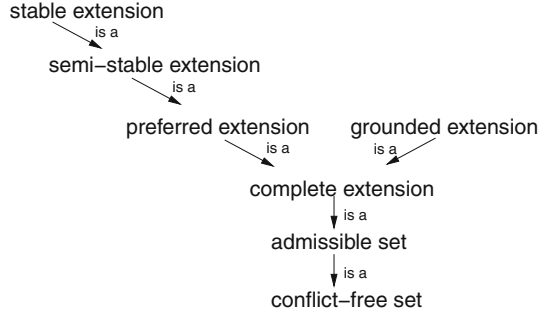 stable extension
is a
semi−stable extension
is a
preferred extension
grounded extension
is a
is a
complete extension
is a
admissible set
is a
conflict−free set